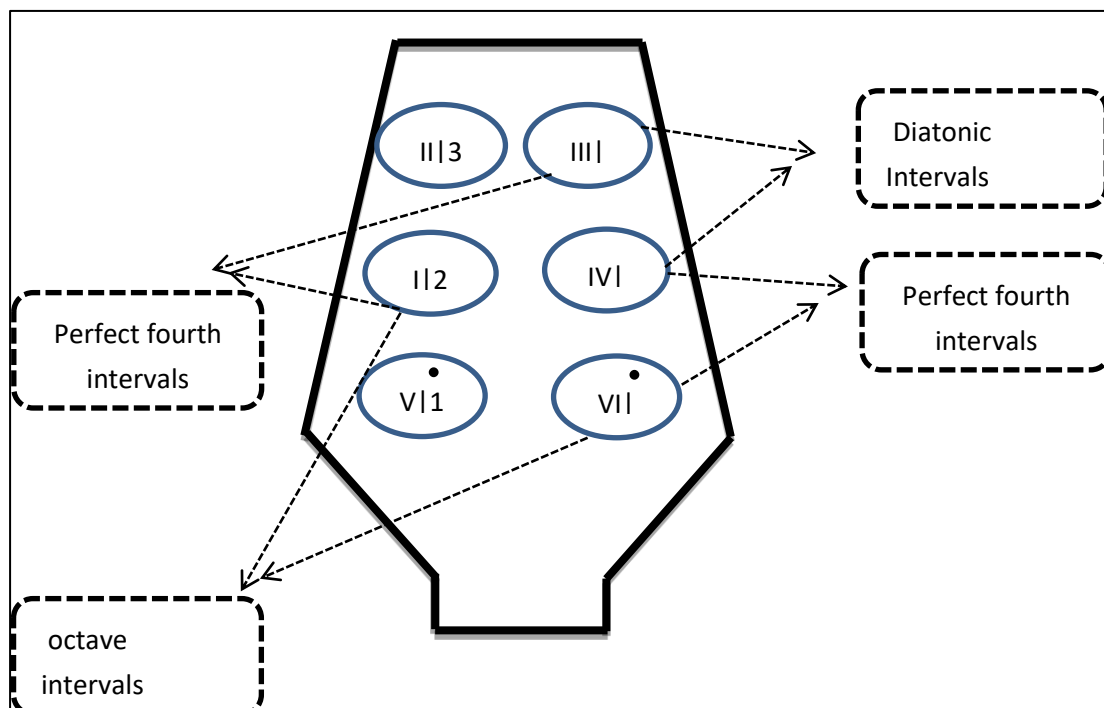 II|3
III|
Diatonic
Intervals
I|2
IV|
Perfect fourth
intervals
Perfect fourth
intervals
V|1
VI|
octave
intervals